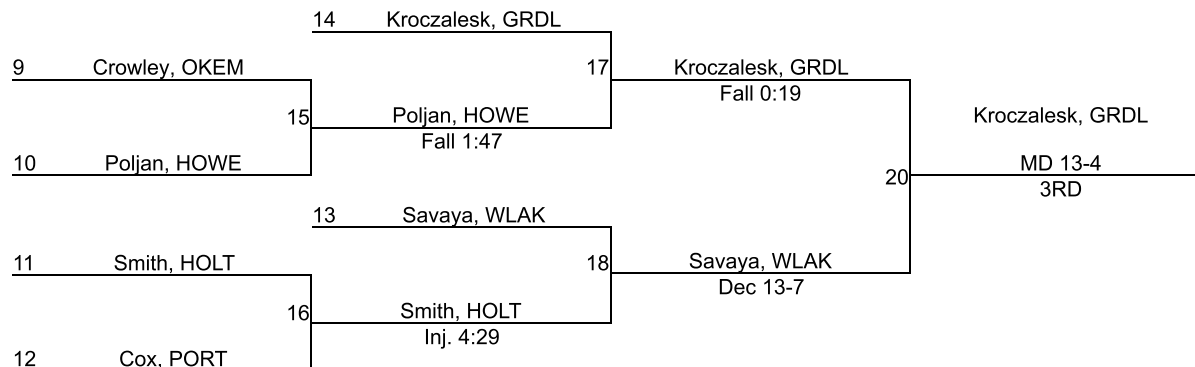 14 Kroczalesk, GRDL
9 Crowley, OKEM
17 Kroczalesk, GRDL
Fall 0:19
15 Poljan, HOWE
Fall 1:47
Kroczalesk, GRDL
10 Poljan, HOWE
20 MD 13-4
3RD
13 Savaya, WLAK
11 Smith, HOLT
18 Savaya, WLAK
Dec 13-7
16 Smith, HOLT
Inj. 4:29
12 Cox, PORT